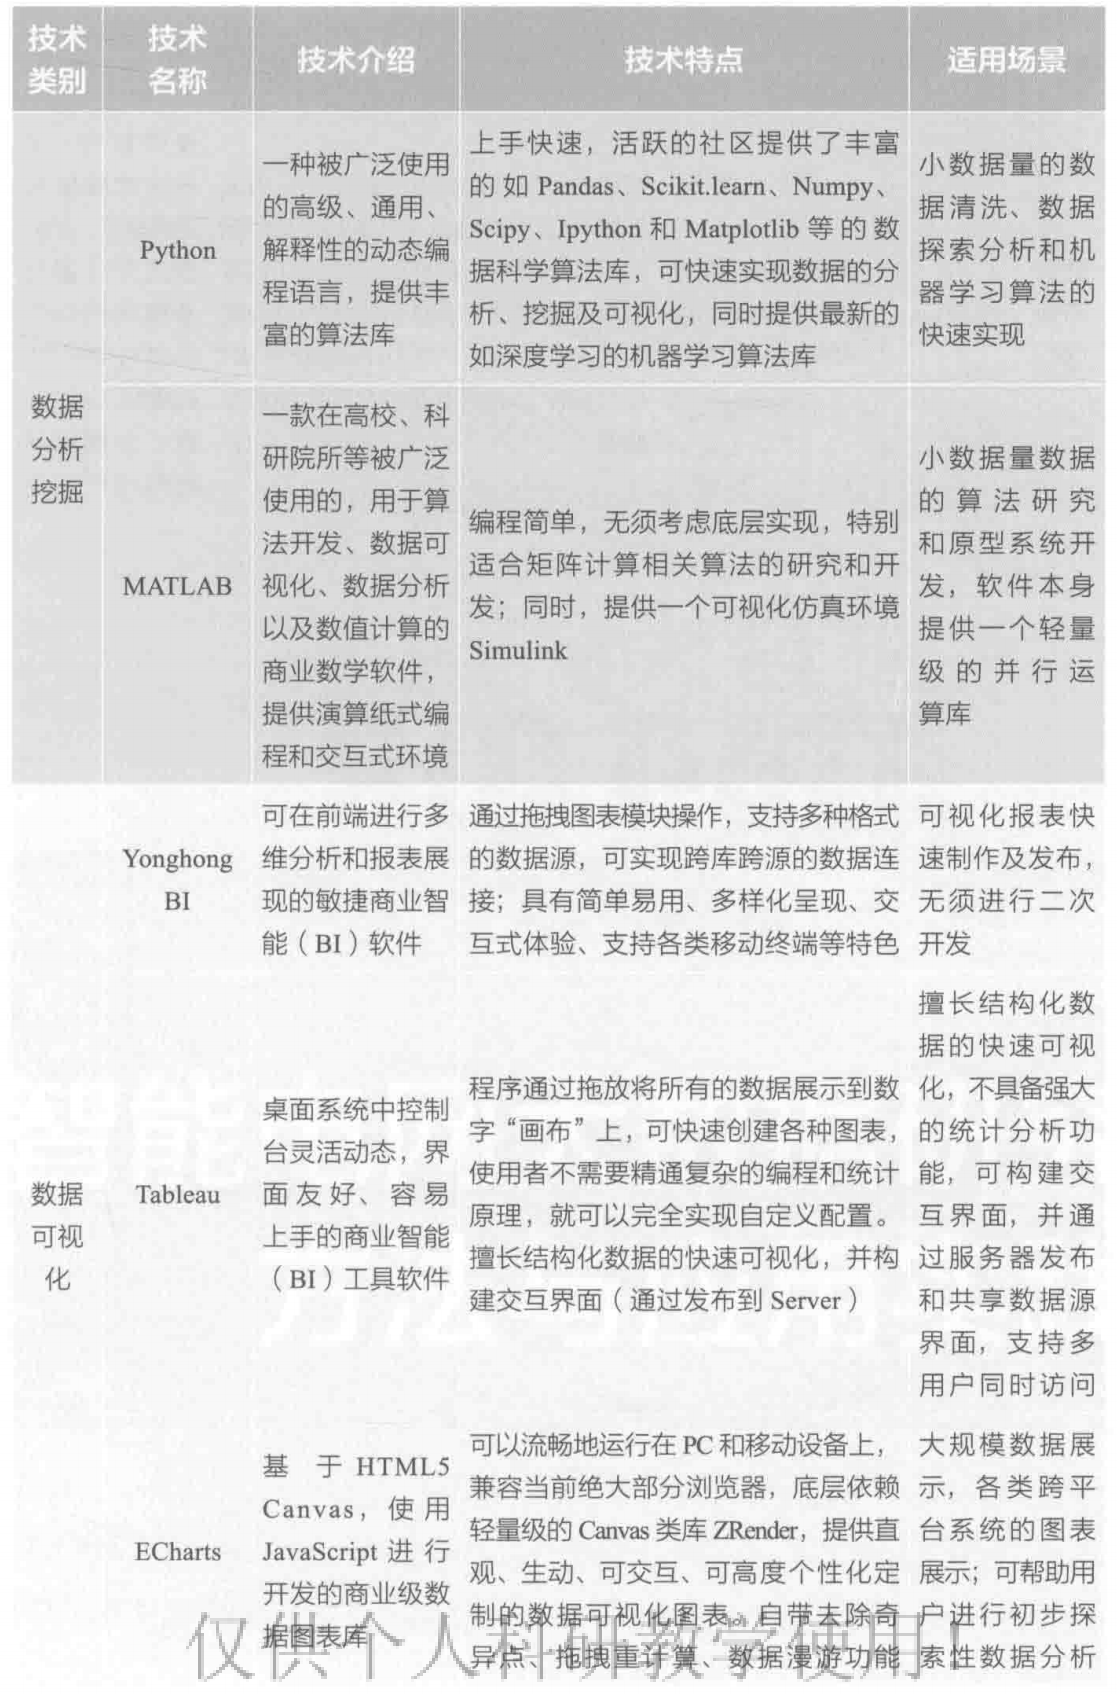 技术类别
技术名称
技术介绍
技术特点
适用场景
数据
分析
挖掘
Python
一种被广泛使用
的高级、通用、
解释性的动态编
程语言，提供丰
富的算法库
上手快速，活跃的社区提供了丰富
的如 Pandas、Scikit.learn、Numpy、
Scipy、Ipython 和 Matplotlib 等的数
据科学算法库，可快速实现数据的分
析、挖掘及可视化，同时提供最新的
如深度学习的机器学习算法库
小数据量的数
据清洗、数据
探索分析和机
器学习算法的
快速实现
MATLAB
一款在高校、科
研院所等被广泛
使用的，用于算
法开发、数据可
视化、数据分析
以及数值计算的
商业数学软件，
提供演算纸式编
程和交互式环境
编程简单，无须考虑底层实现，特别
适合矩阵计算相关算法的研究和开
发；同时，提供一个可视化仿真环境
Simulink
小数据量数据
的算法研究
和原型系统开
发，软件本身
提供一个轻量
级的并行运
算库
数据
可视
化
Yonghong
BI
可在前端进行多
维分析和报表展
现的敏捷商业智
能（BI）软件
通过拖拽图表模块操作，支持多种格式
的数据源，可实现跨库跨源的数据连
接；具有简单易用、多样化呈现、交
互式体验、支持各类移动终端等特色
可视化报表快
速制作及发布，
无须进行二次
开发
Tableau
桌面系统中控制
台灵活动态，界
面友好、容易
上手的商业智能
（BI）工具软件
程序通过拖放将所有的数据展示到数
字“画布”上，可快速创建各种图表，
使用者不需要精通复杂的编程和统计
原理，就可以完全实现自定义配置。
擅长结构化数据的快速可视化，并构
建交互界面（通过发布到 Server）
擅长结构化数
据的快速可视
化，不具备强大
的统计分析功
能，可构建交
互界面，并通
过服务器发布
和共享数据源
界面，支持多
用户同时访问
ECharts
基于 HTML5
Canvas，使用
JavaScript 进行
开发的商业级数
据图表库
可以流畅地运行在 PC 和移动设备上，
兼容当前绝大部分浏览器，底层依赖
轻量级的 Canvas 类库 ZRender，提供直
观、生动、可交互、可高度个性化定
制的数据可视化图表。自带去除奇
异点、拖拽重计算、数据漫游功能
大规模数据展
示，各类跨平
台系统的图表
展示；可帮助用
户进行初步探
索性数据分析
仅供个人科研教学使用！